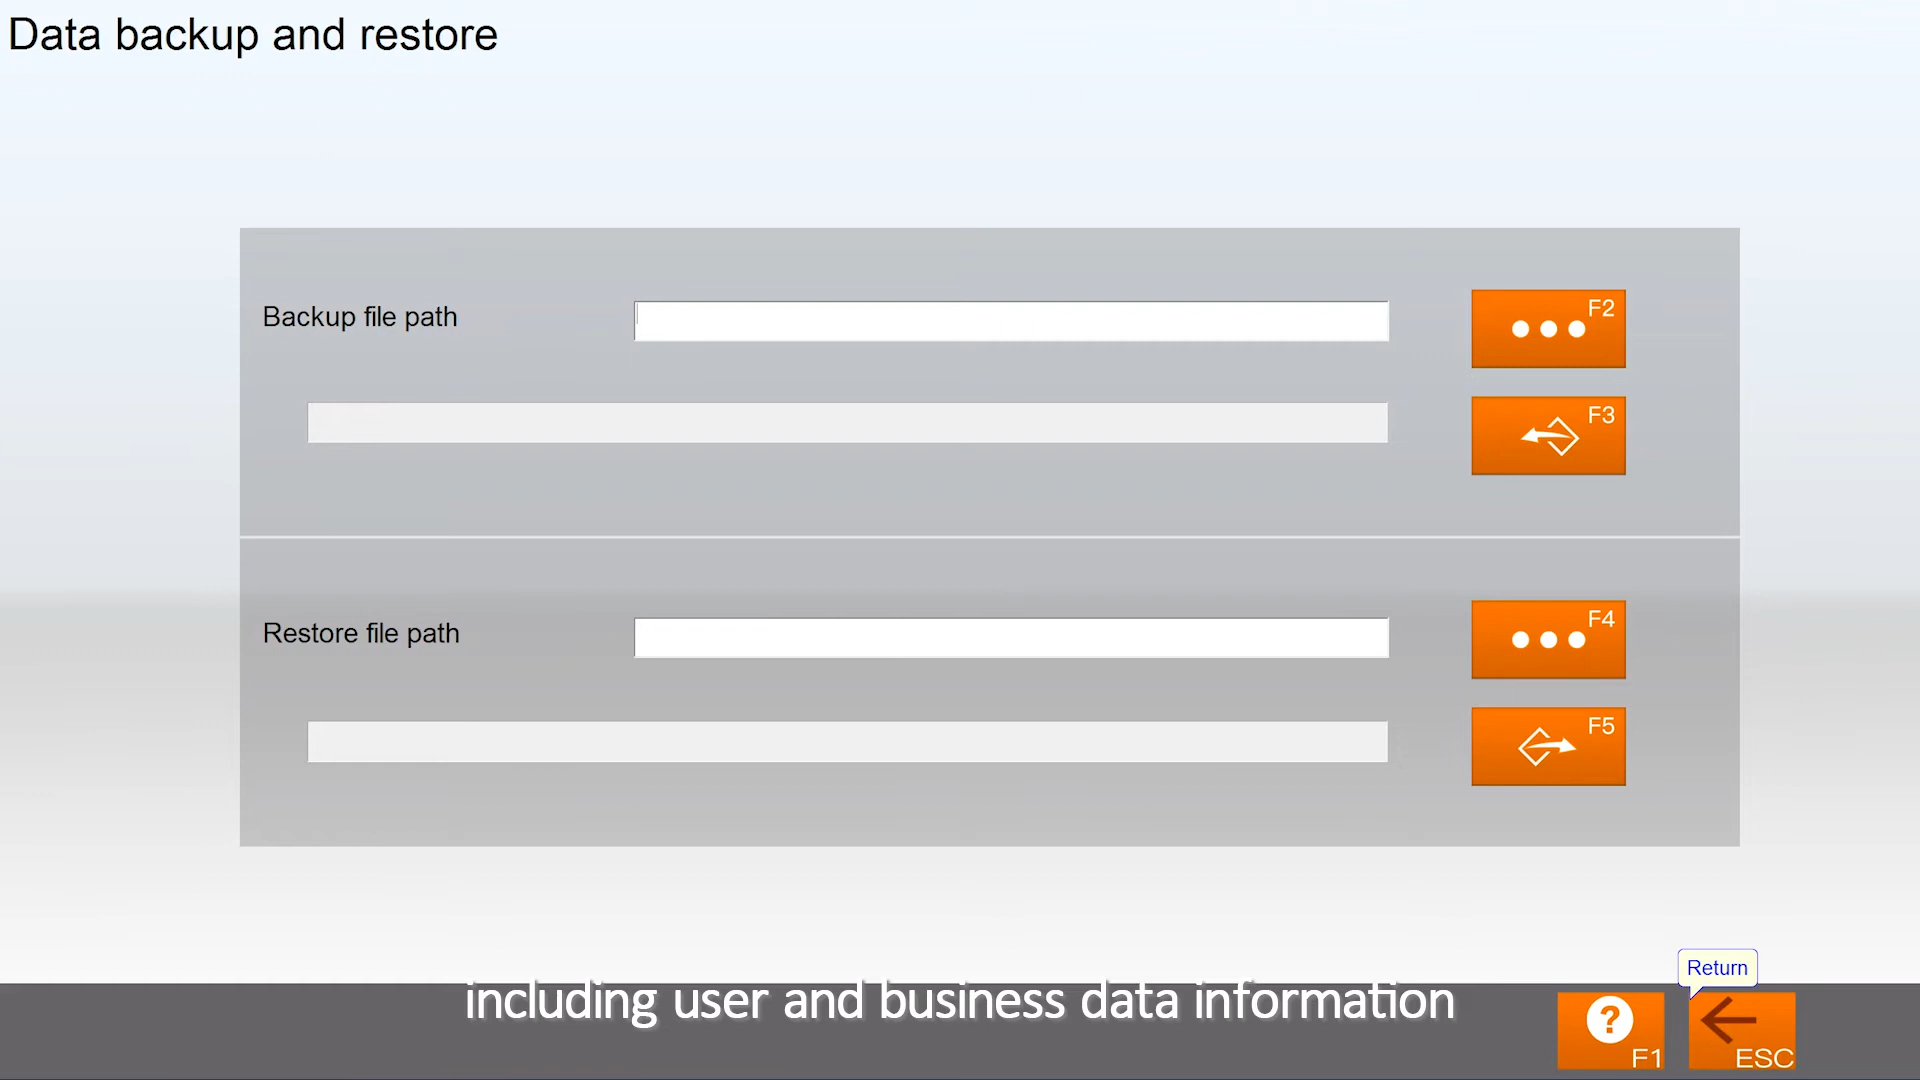 Data backup and restore
Backup file path
F2
F3
Restore file path
F4
F5
Return
including user and business data information
? F1
ESC